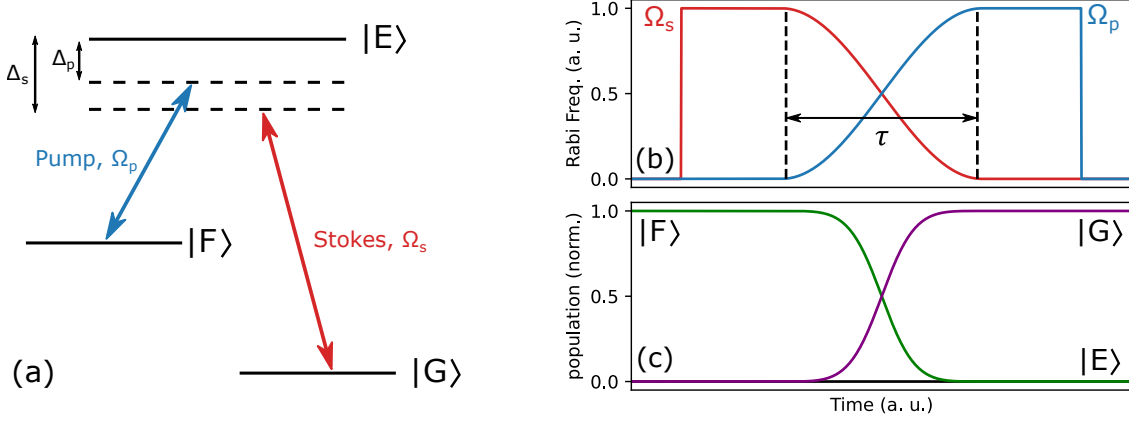 |E⟩
Δₚ
Δₛ
Pump, Ωₚ
|F⟩
Stokes, Ωₛ
|G⟩
(a)
Rabi Freq. (a. u.)
1.0
0.5
0.0
Ωₛ
Ωₚ
τ
(b)
population (norm.)
1.0
0.5
0.0
|F⟩
|G⟩
|E⟩
(c)
Time (a. u.)